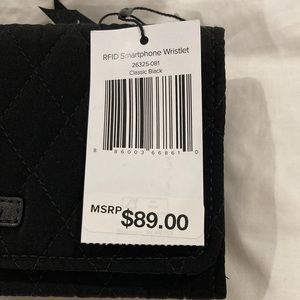 RFID Smartphone Wristlet
26325-081
Classic Black
8 86003 66861 0
MSRP $89.00